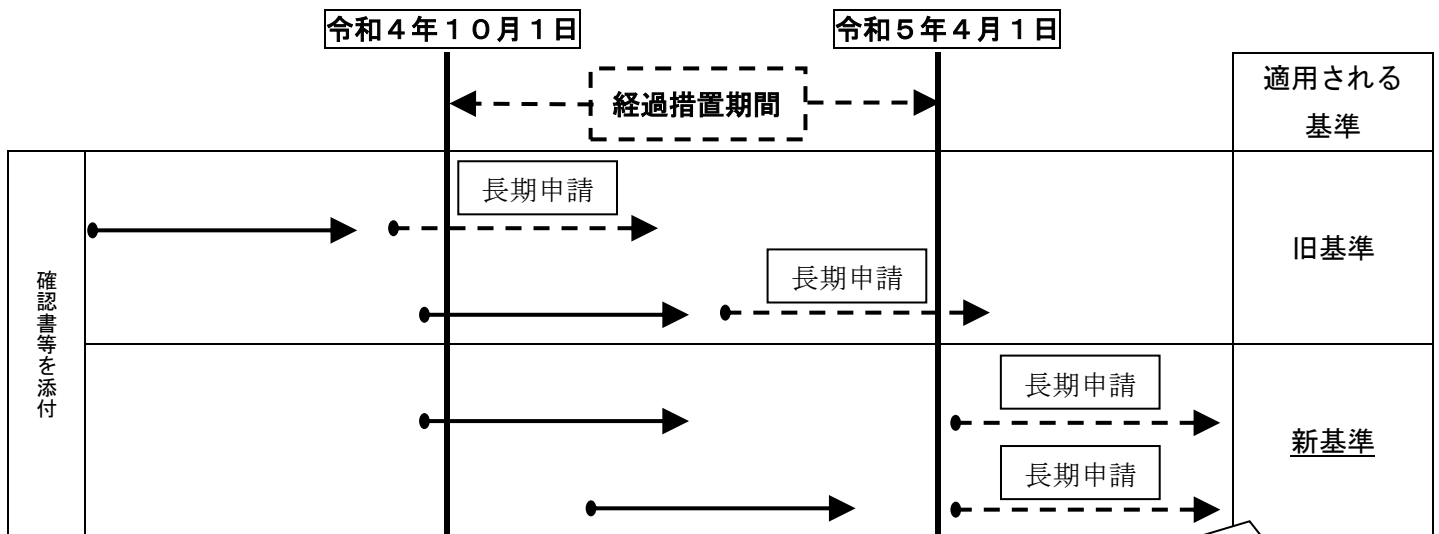 令和４年１０月１日
令和５年４月１日
経過措置期間
適用される
基準
確認書等を添付
長期申請
長期申請
旧基準
長期申請
長期申請
新基準